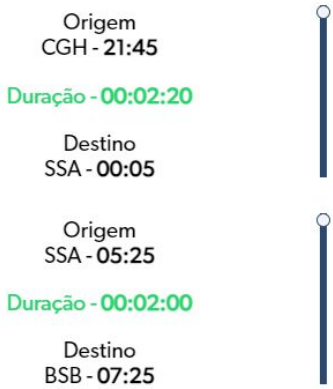 Origem
CGH - 21:45
Duração - 00:02:20
Destino
SSA - 00:05
Origem
SSA - 05:25
Duração - 00:02:00
Destino
BSB - 07:25